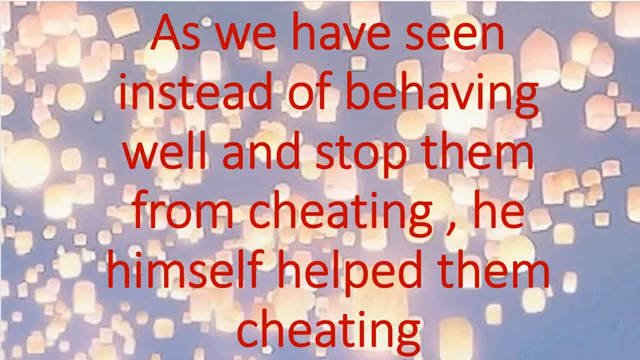 As we have seen
instead of behaving
well and stop them
from cheating , he
himself helped them
cheating